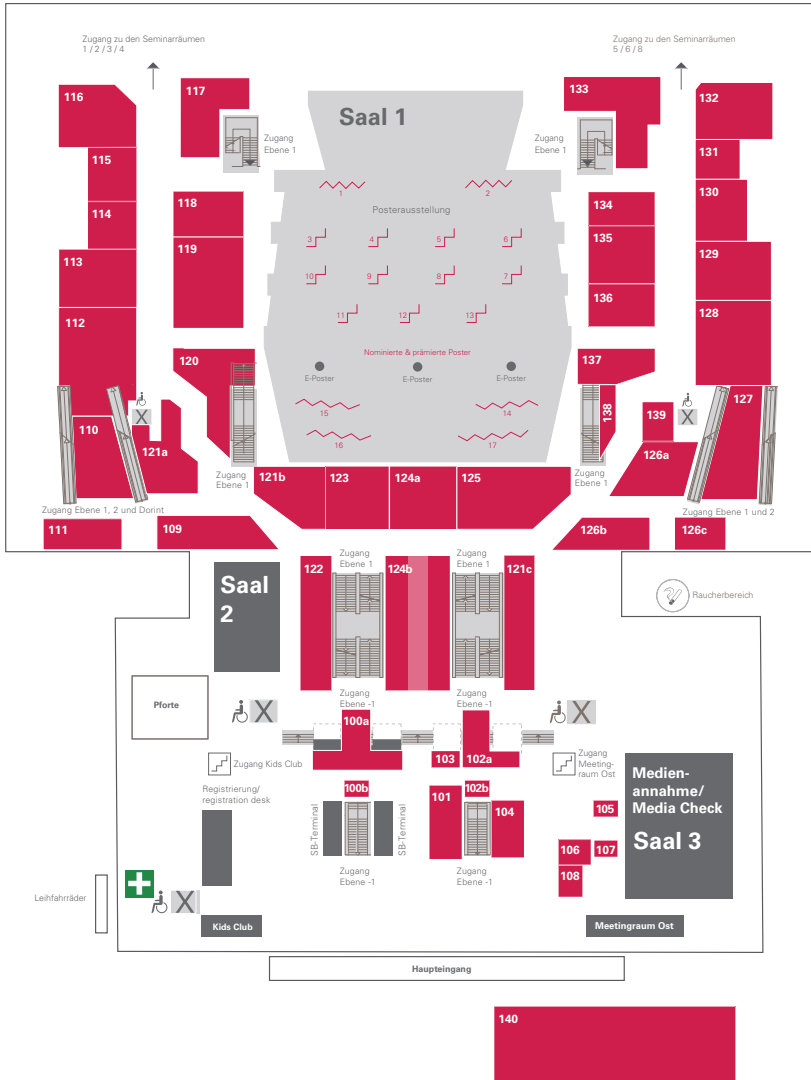 Zugang zu den Seminarräumen
1 / 2 / 3 / 4
Zugang zu den Seminarräumen
5 / 6 / 8
116
117
Saal 1
133
132
Zugang
Ebene 1
Zugang
Ebene 1
115
131
114
118
1
2
134
130
Posterausstellung
113
119
3
4
5
6
135
129
10
9
8
7
112
136
128
11
12
13
120
Nominierte & prämierte Poster
137
E-Poster
E-Poster
E-Poster
127
110
121a
15
14
138
139
16
17
126a
Zugang
Ebene 1
121b
123
124a
125
Zugang
Ebene 1
Zugang Ebene 1, 2 und Dorint
Zugang Ebene 1 und 2
111
109
126b
126c
122
Zugang
Ebene 1
124b
Zugang
Ebene 1
121c
Saal
2
Raucherbereich
Pforte
Zugang
Ebene -1
Zugang
Ebene -1
100a
103
102a
Zugang Kids Club
Zugang
Meeting-
raum Ost
Medien-
annahme/
Media Check
Saal 3
Registrierung/
registration desk
100b
102b
101
104
105
SB-Terminal
SB-Terminal
106
107
108
Zugang
Ebene -1
Zugang
Ebene -1
Leihfahrräder
Kids Club
Meetingraum Ost
Haupteingang
140